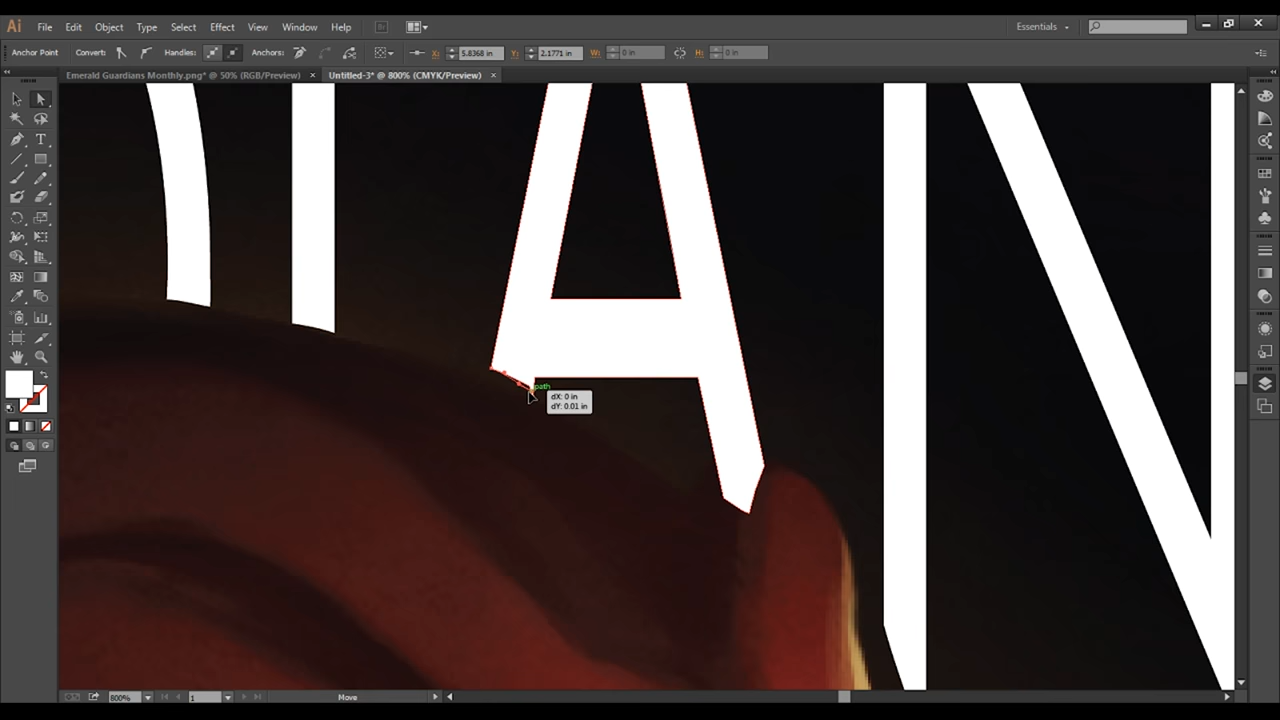 Ai File Edit Object Type Select Effect View Window Help Br Essentials
Anchor Point Convert: Handles: Anchors: X: 5.8368 in Y: 2.1771 in W: 0 in H: 0 in
Emerald Guardians Monthly.png* @ 50% (RGB/Preview) × Untitled-3* @ 800% (CMYK/Preview) ×
I A N
path
dX: 0 in
dY: 0.01 in
800% 1 Move